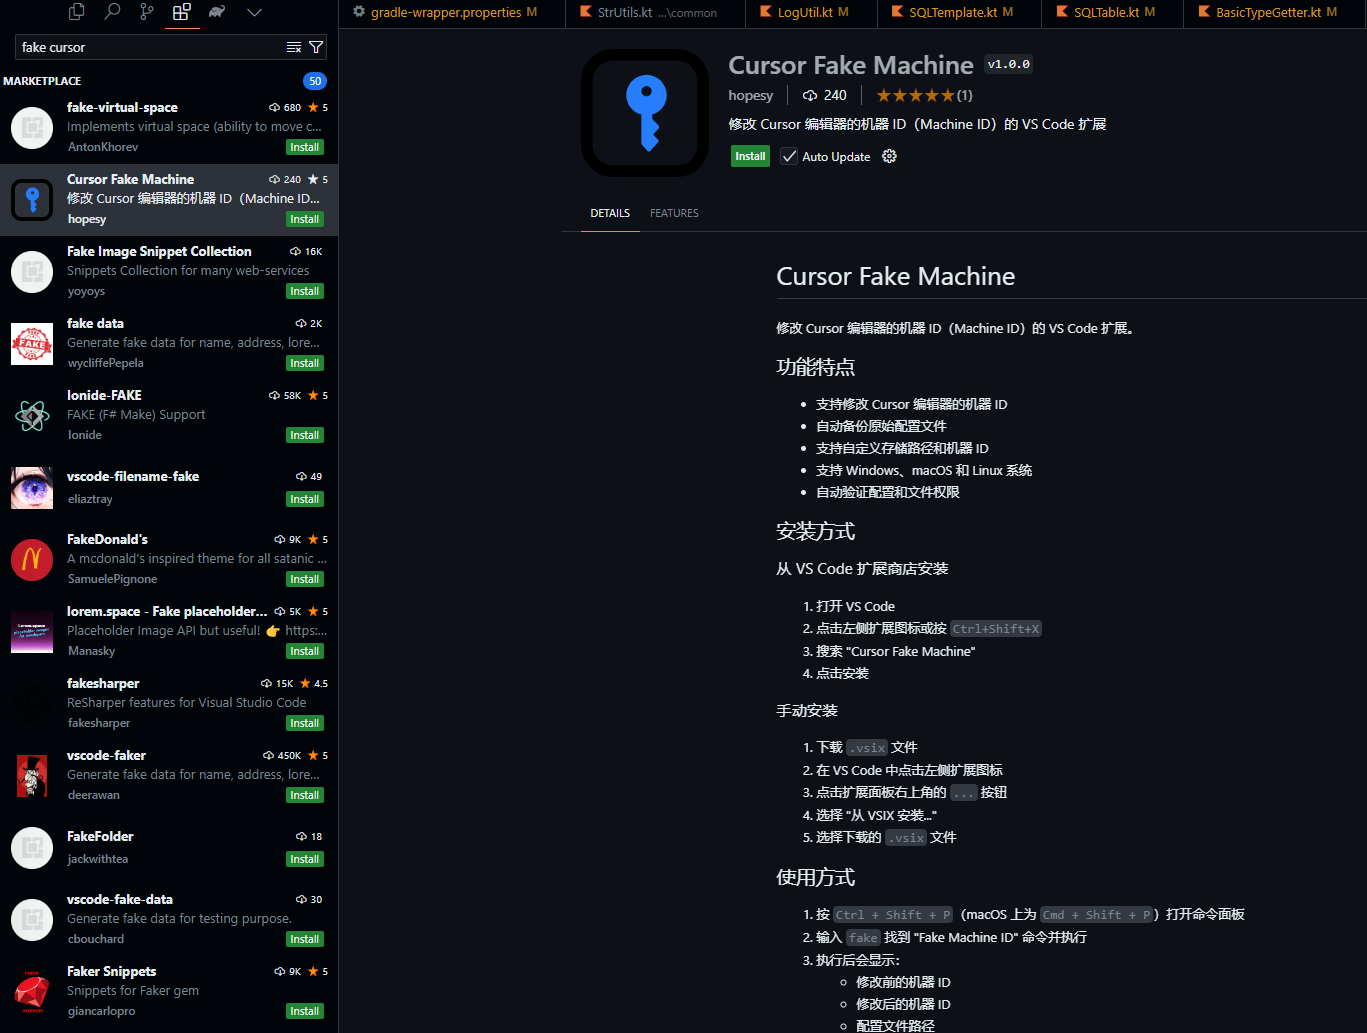 gradle-wrapper.properties M
StrUtils.kt ...\common
LogUtil.kt M
SQLTemplate.kt M
SQLTable.kt M
BasicTypeGetter.kt M
fake cursor
MARKETPLACE 50
fake-virtual-space 680 ★ 5
Implements virtual space (ability to move c...
AntonKhorev Install
Cursor Fake Machine 240 ★ 5
修改 Cursor 编辑器的机器 ID（Machine ID...
hopesy Install
Fake Image Snippet Collection 16K
Snippets Collection for many web-services
yoyoys Install
fake data 2K
Generate fake data for name, address, lore...
wycliffePepela Install
FAKE
Ionide-FAKE 58K ★ 5
FAKE (F# Make) Support
Ionide Install
vscode-filename-fake 49
eliaztray Install
FakeDonald's 9K ★ 5
A mcdonald's inspired theme for all satanic ...
SamuelePignone Install
lorem.space - Fake placeholder... 5K ★ 5
Placeholder Image API but useful! 👉 https:...
Manasky Install
fakesharper 15K ★ 4.5
ReSharper features for Visual Studio Code
fakesharper Install
vscode-faker 450K ★ 5
Generate fake data for name, address, lore...
deerawan Install
FakeFolder 18
jackwithtea Install
vscode-fake-data 30
Generate fake data for testing purpose.
cbouchard Install
Faker Snippets 9K ★ 5
Snippets for Faker gem
giancarlopro Install
Cursor Fake Machine v1.0.0
hopesy 240 ★★★★★(1)
修改 Cursor 编辑器的机器 ID（Machine ID）的 VS Code 扩展
Install Auto Update
DETAILS FEATURES
Cursor Fake Machine
修改 Cursor 编辑器的机器 ID（Machine ID）的 VS Code 扩展。
功能特点
• 支持修改 Cursor 编辑器的机器 ID
• 自动备份原始配置文件
• 支持自定义存储路径和机器 ID
• 支持 Windows、macOS 和 Linux 系统
• 自动验证配置和文件权限
安装方式
从 VS Code 扩展商店安装
1. 打开 VS Code
2. 点击左侧扩展图标或按 Ctrl+Shift+X
3. 搜索 "Cursor Fake Machine"
4. 点击安装
手动安装
1. 下载 .vsix 文件
2. 在 VS Code 中点击左侧扩展图标
3. 点击扩展面板右上角的 ... 按钮
4. 选择 "从 VSIX 安装..."
5. 选择下载的 .vsix 文件
使用方式
1. 按 Ctrl + Shift + P （macOS 上为 Cmd + Shift + P ）打开命令面板
2. 输入 fake 找到 "Fake Machine ID" 命令并执行
3. 执行后会显示：
○ 修改前的机器 ID
○ 修改后的机器 ID
○ 配置文件路径